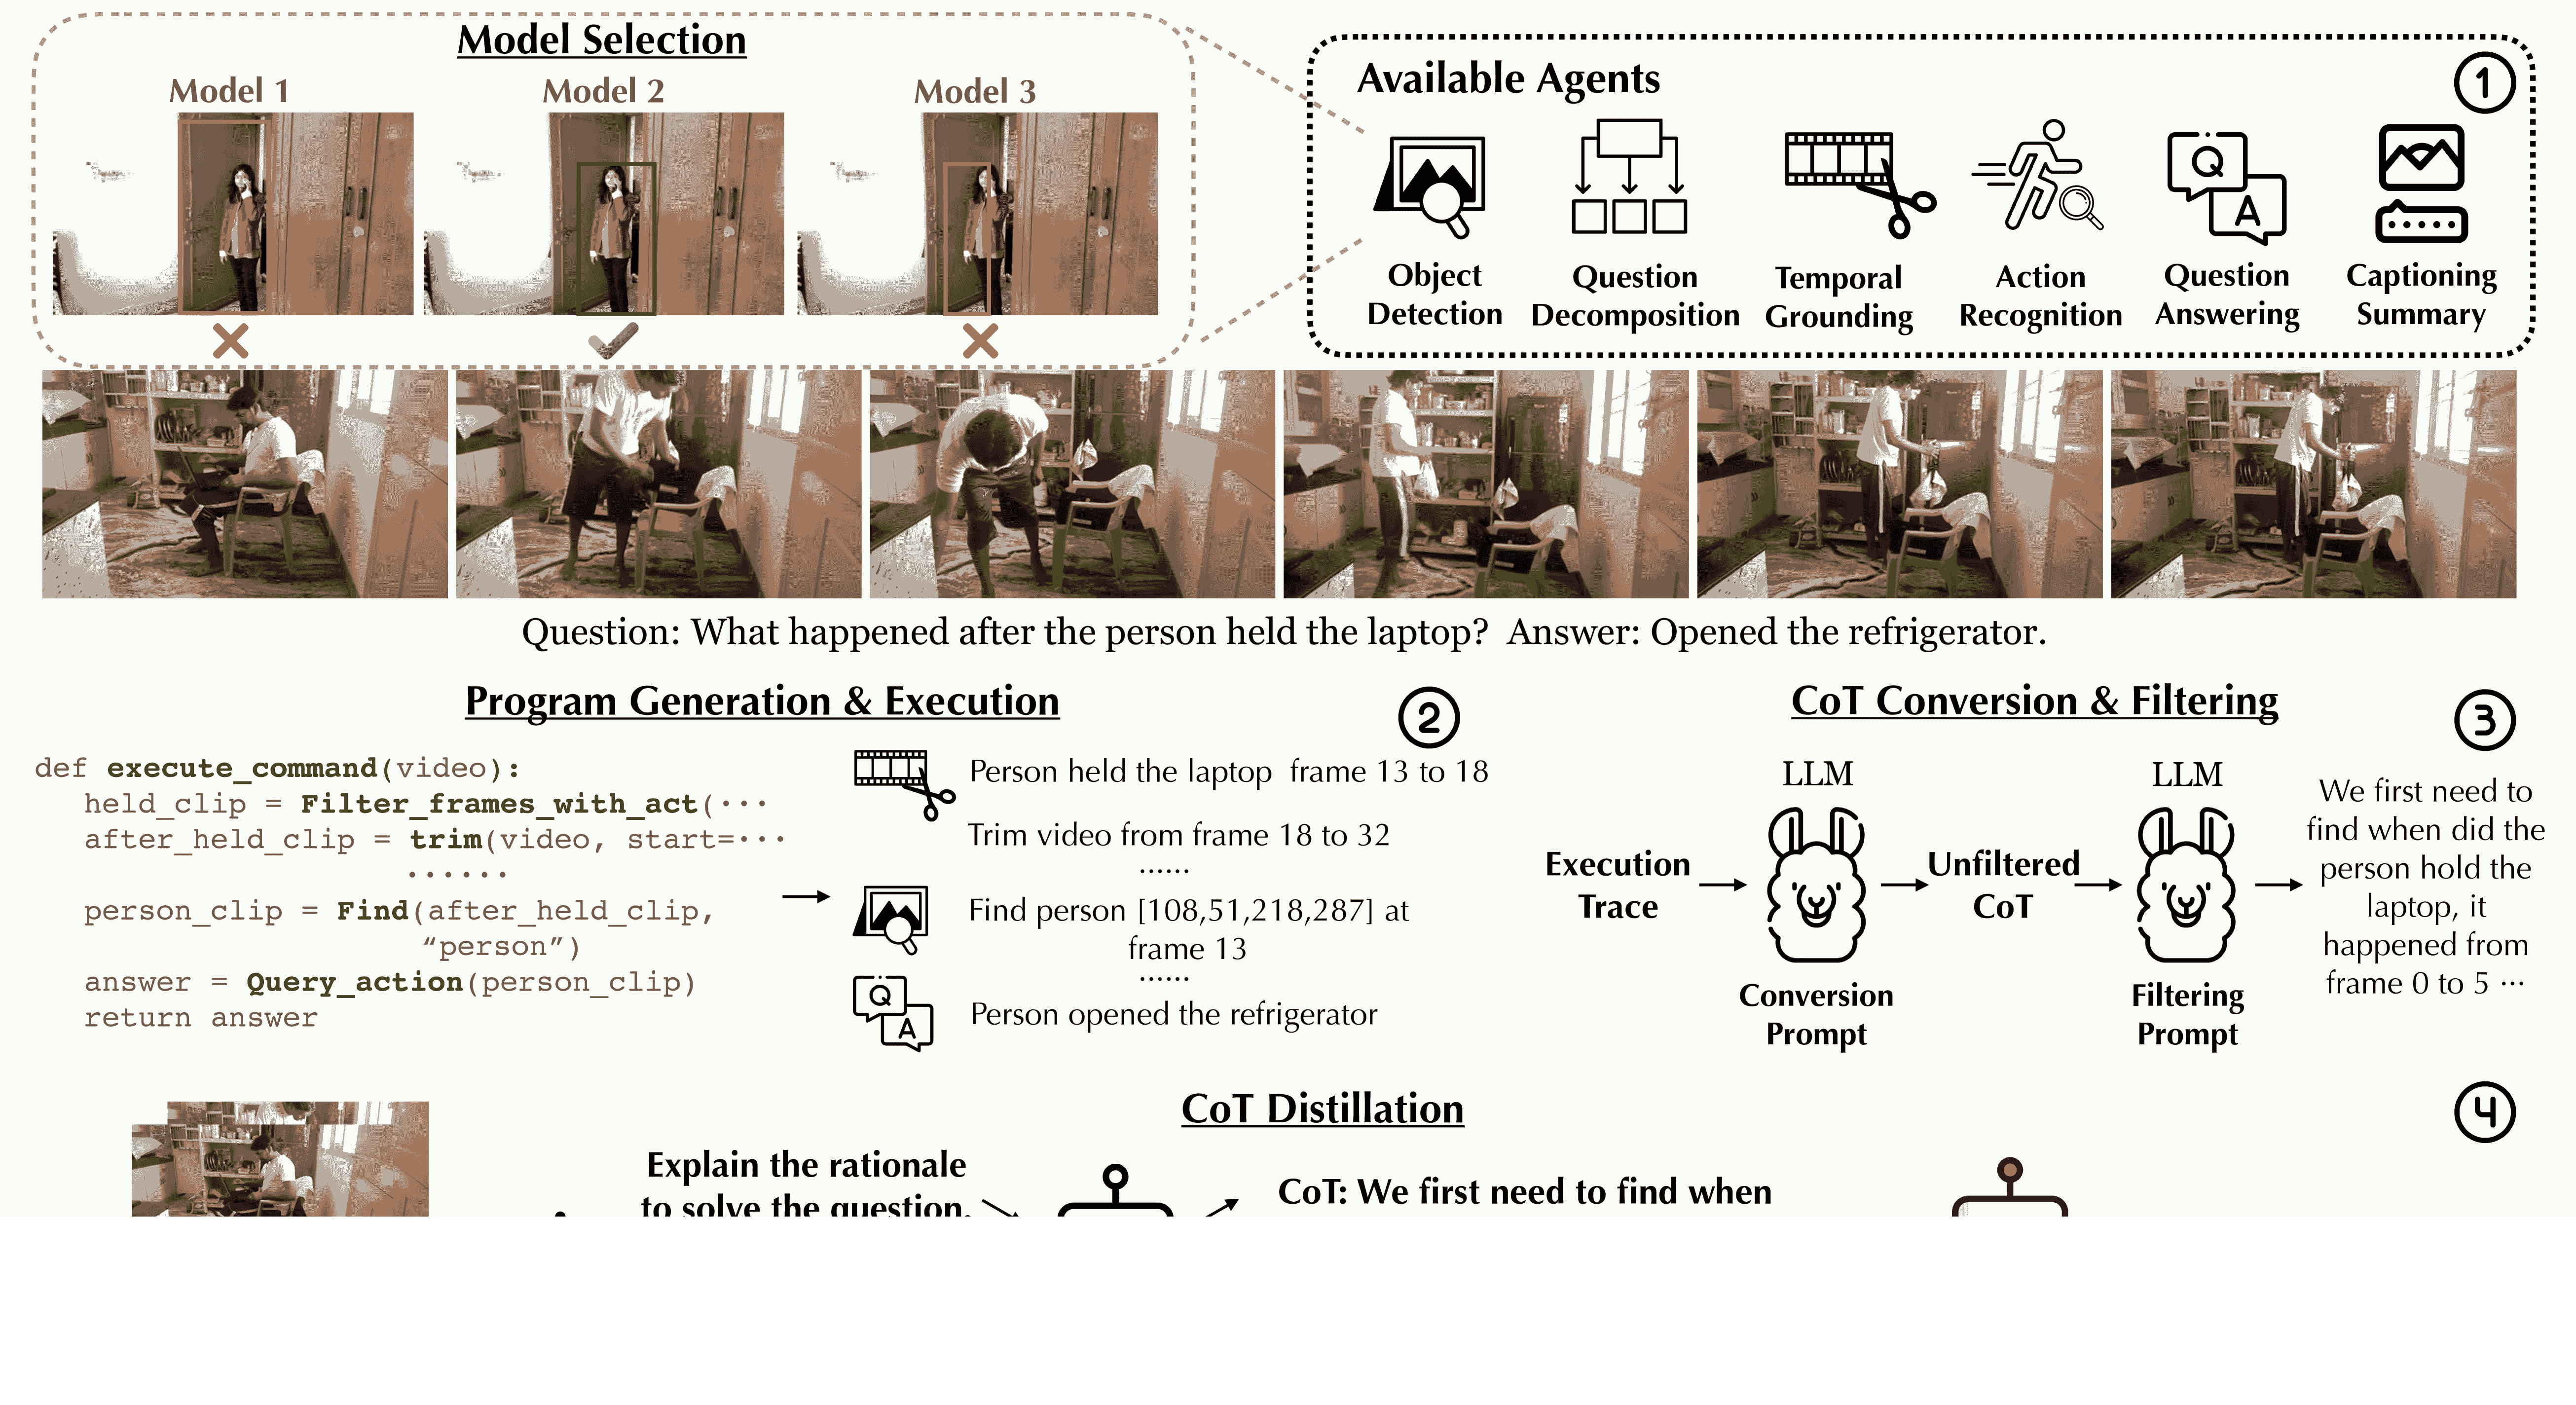 Model Selection
Model 1
Model 2
Model 3
Available Agents
1
Object
Detection
Question
Decomposition
Temporal
Grounding
Action
Recognition
Q
A
Question
Answering
Captioning
Summary
Question: What happened after the person held the laptop?  Answer: Opened the refrigerator.
Program Generation & Execution
2
def execute_command(video):
held_clip = Filter_frames_with_act(···
after_held_clip = trim(video, start=···
······
person_clip = Find(after_held_clip,
“person”)
answer = Query_action(person_clip)
return answer
Person held the laptop  frame 13 to 18
Trim video from frame 18 to 32
······
Find person [108,51,218,287] at
frame 13
······
Q
A
Person opened the refrigerator
CoT Conversion & Filtering
3
Execution
Trace
LLM
Conversion
Prompt
Unfiltered
CoT
LLM
Filtering
Prompt
We first need to
find when did the
person hold the
laptop, it
happened from
frame 0 to 5 ···
CoT Distillation
4
Explain the rationale
to solve the question.
CoT: We first need to find when